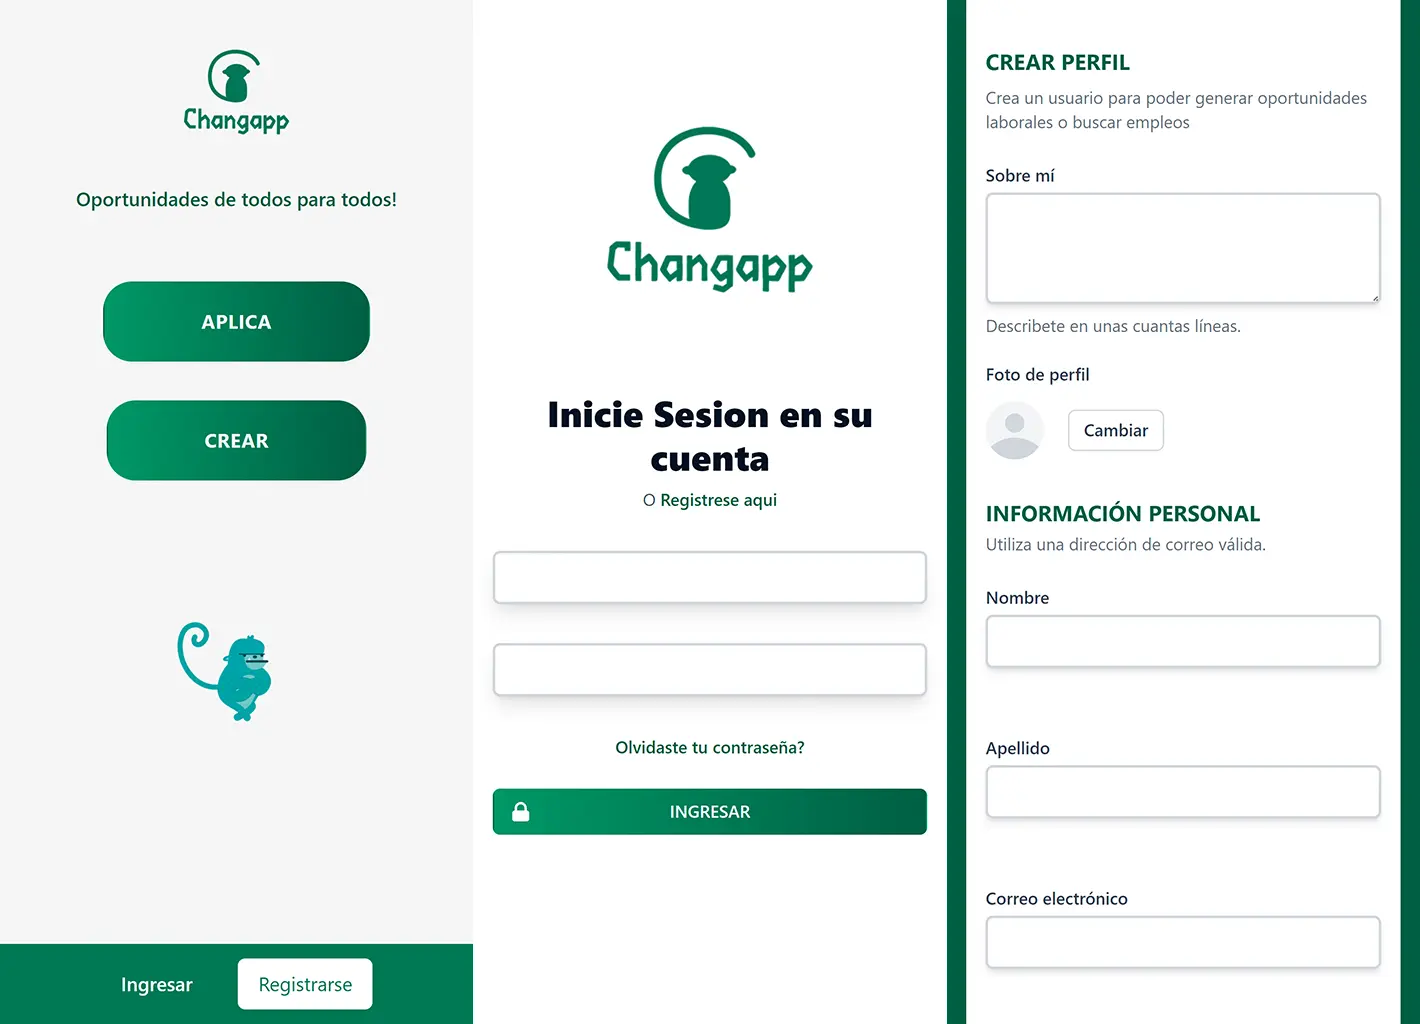 Changapp
Oportunidades de todos para todos!
APLICA
CREAR
Ingresar
Registrarse
Changapp
Inicie Sesion en su
cuenta
O Registrese aqui
Olvidaste tu contraseña?
INGRESAR
CREAR PERFIL
Crea un usuario para poder generar oportunidades
laborales o buscar empleos
Sobre mí
Describete en unas cuantas líneas.
Foto de perfil
Cambiar
INFORMACIÓN PERSONAL
Utiliza una dirección de correo válida.
Nombre
Apellido
Correo electrónico